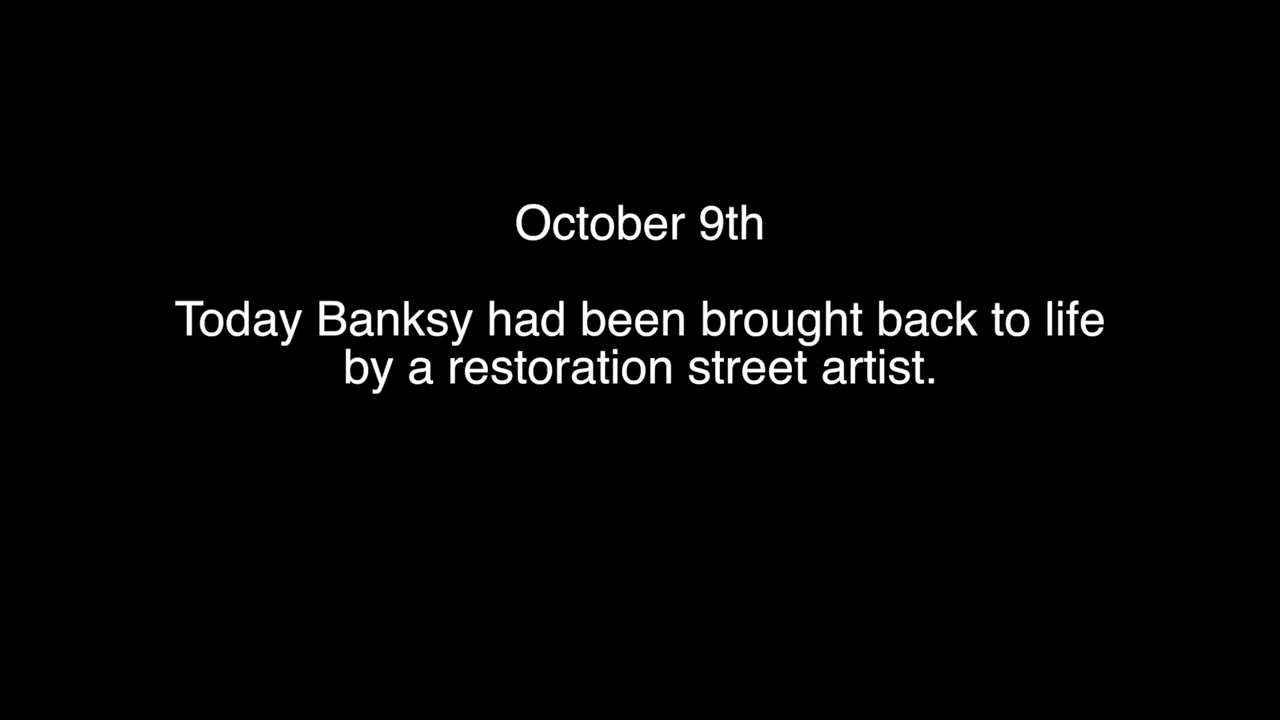 October 9th
Today Banksy had been brought back to life
by a restoration street artist.